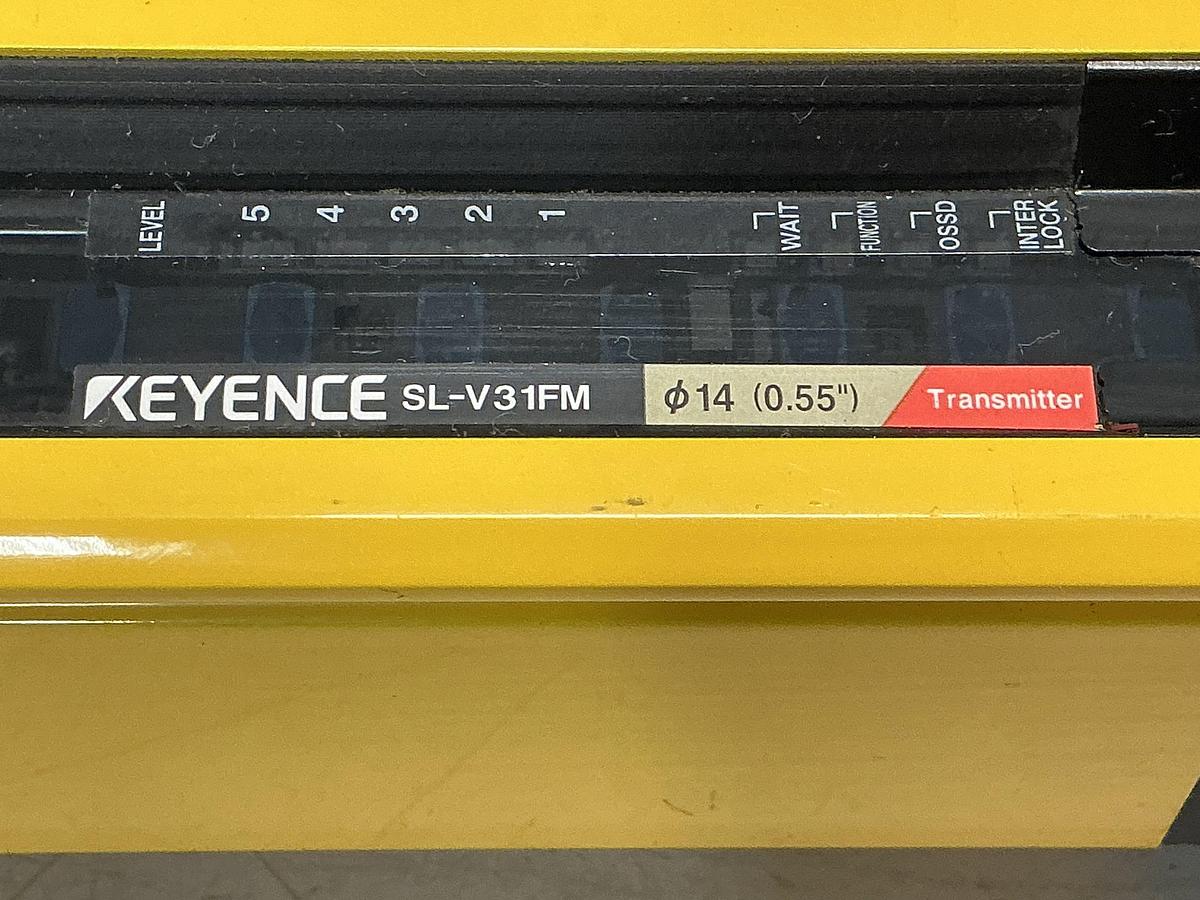 LEVEL 5 4 3 2 1 WAIT FUNCTION OSSD INTER LOCK
KEYENCE SL-V31FM ϕ14 (0.55") Transmitter